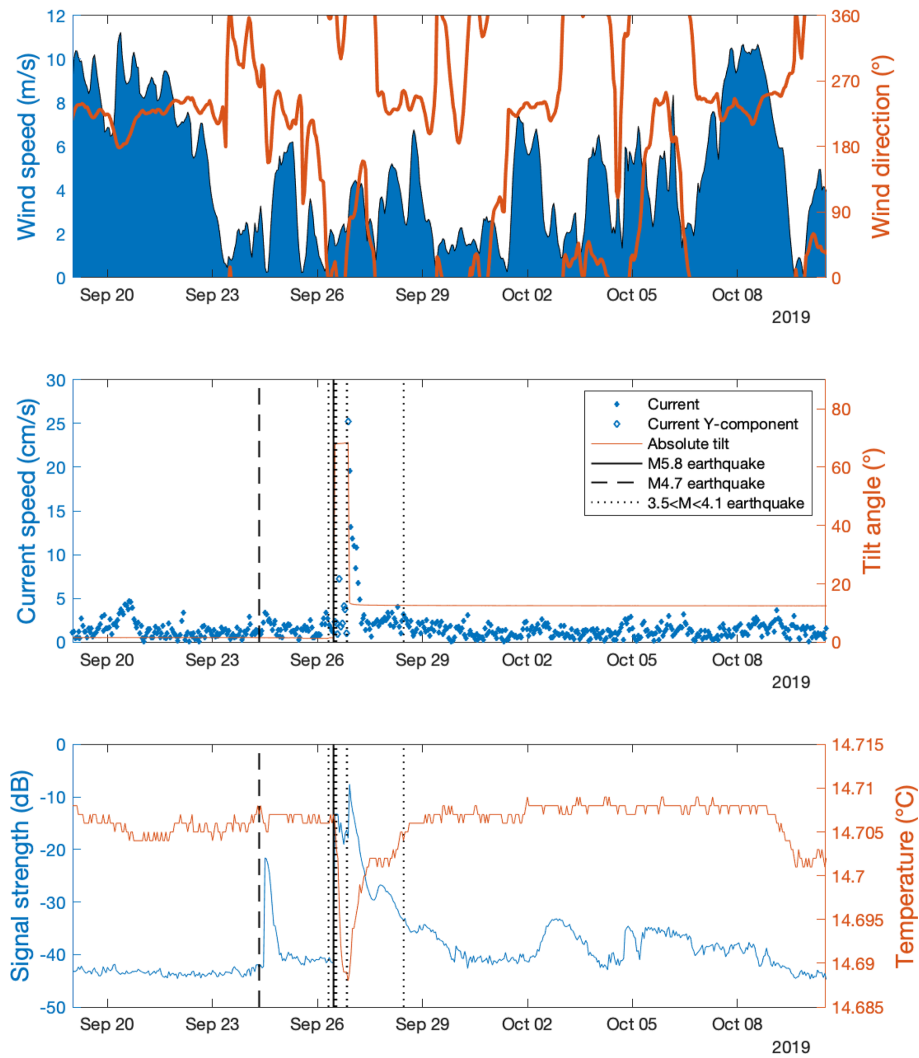 12
10
8
6
4
2
0
Wind speed (m/s)
360
270
180
90
0
Wind direction (°)
Sep 20 Sep 23 Sep 26 Sep 29 Oct 02 Oct 05 Oct 08
2019
30
25
20
15
10
5
0
Current speed (cm/s)
80
60
40
20
0
Tilt angle (°)
Current
Current Y-component
Absolute tilt
M5.8 earthquake
M4.7 earthquake
3.5<M<4.1 earthquake
Sep 20 Sep 23 Sep 26 Sep 29 Oct 02 Oct 05 Oct 08
2019
0
-10
-20
-30
-40
-50
Signal strength (dB)
14.715
14.71
14.705
14.7
14.695
14.69
14.685
Temperature (°C)
Sep 20 Sep 23 Sep 26 Sep 29 Oct 02 Oct 05 Oct 08
2019